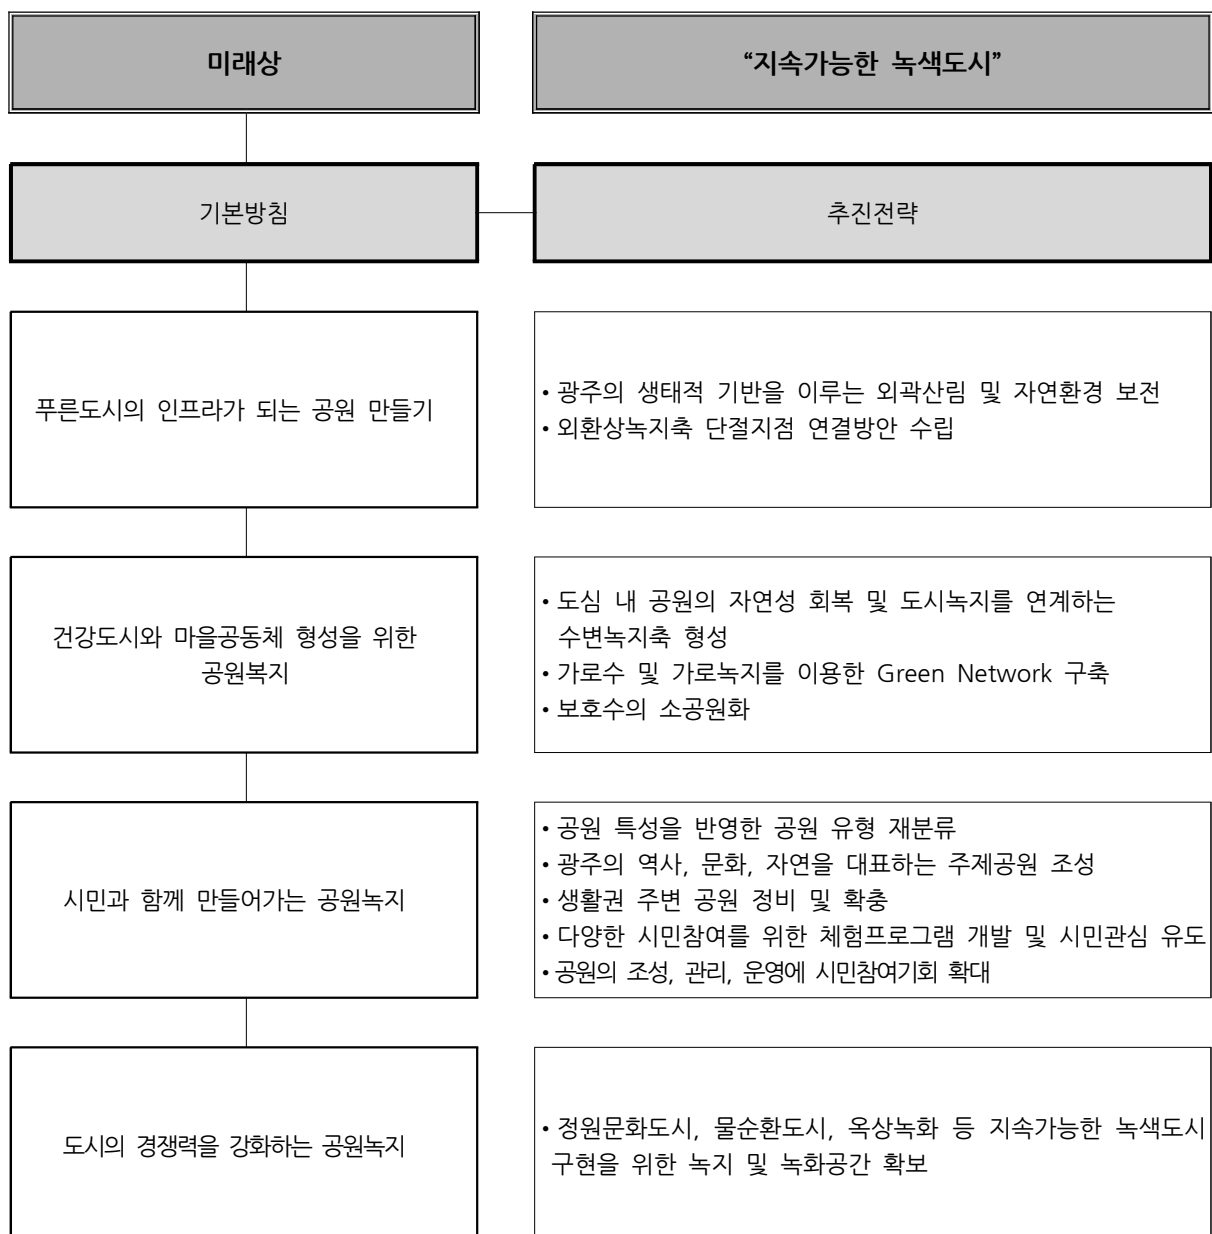 미래상
“지속가능한 녹색도시”
기본방침
추진전략
푸른도시의 인프라가 되는 공원 만들기
• 광주의 생태적 기반을 이루는 외곽산림 및 자연환경 보전
• 외환상녹지축 단절지점 연결방안 수립
건강도시와 마을공동체 형성을 위한
공원복지
• 도심 내 공원의 자연성 회복 및 도시녹지를 연계하는
수변녹지축 형성
• 가로수 및 가로녹지를 이용한 Green Network 구축
• 보호수의 소공원화
시민과 함께 만들어가는 공원녹지
• 공원 특성을 반영한 공원 유형 재분류
• 광주의 역사, 문화, 자연을 대표하는 주제공원 조성
• 생활권 주변 공원 정비 및 확충
• 다양한 시민참여를 위한 체험프로그램 개발 및 시민관심 유도
• 공원의 조성, 관리, 운영에 시민참여기회 확대
도시의 경쟁력을 강화하는 공원녹지
• 정원문화도시, 물순환도시, 옥상녹화 등 지속가능한 녹색도시
구현을 위한 녹지 및 녹화공간 확보